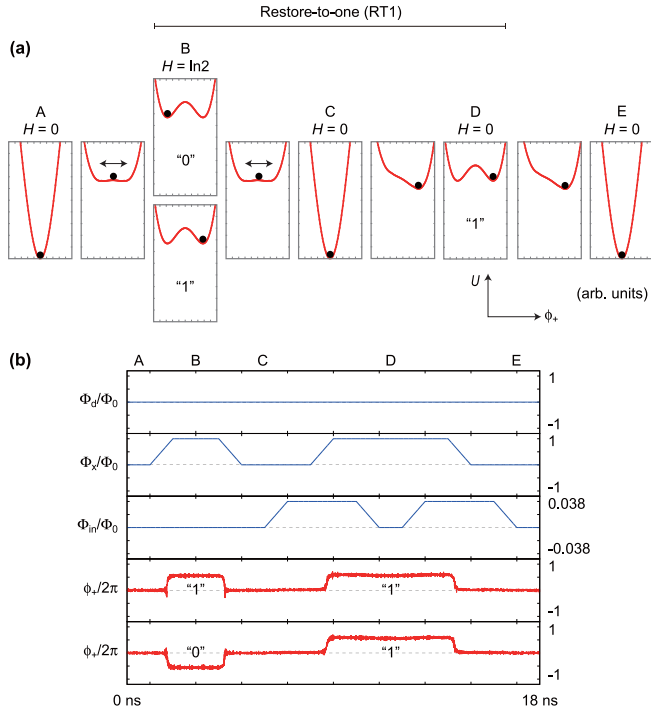 Restore-to-one (RT1)
(a)
A
H = 0
B
H = ln2
C
H = 0
D
H = 0
E
H = 0
“0”
“1”
“1”
U
ϕ₊
(arb. units)
(b)
A B C D E
Φd/Φ0
1
-1
Φx/Φ0
1
-1
Φin/Φ0
0.038
-0.038
ϕ₊/2π
“1” “1”
1
-1
ϕ₊/2π
“0” “1”
1
-1
0 ns 18 ns